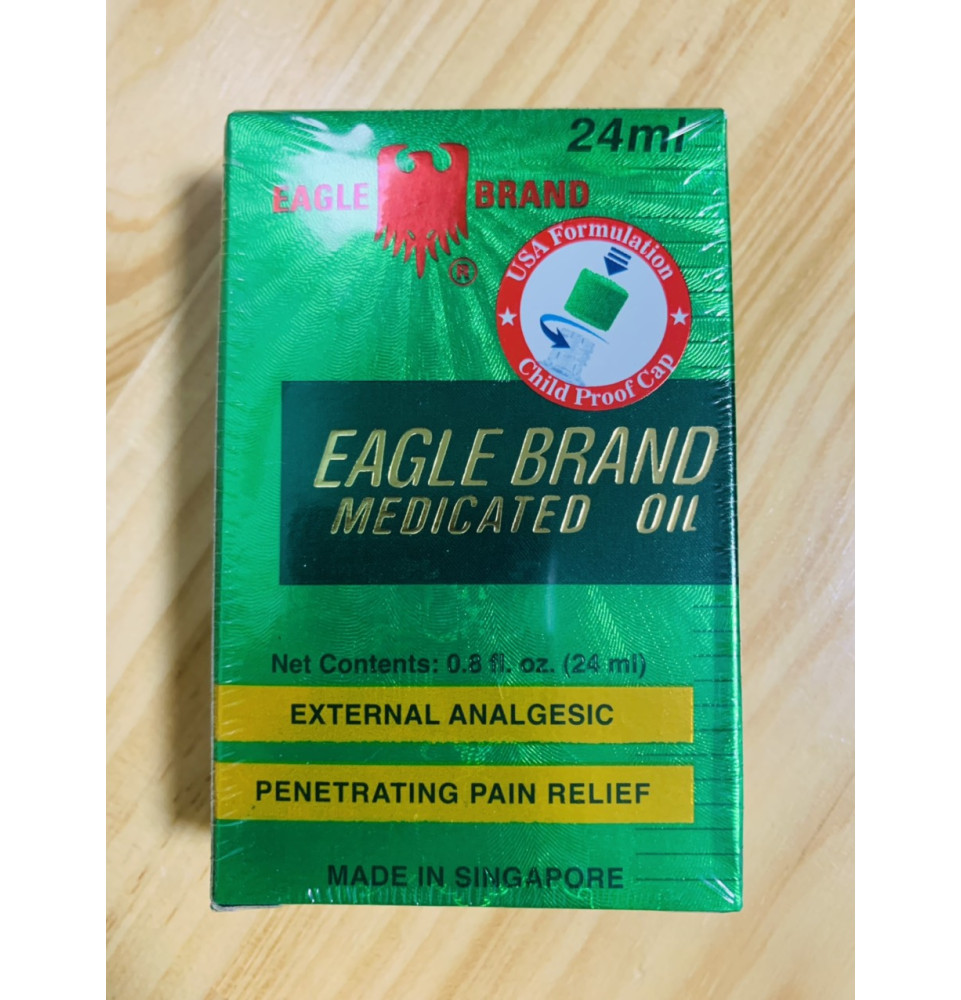 24ml
EAGLE BRAND
®
USA Formulation
Child Proof Cap
EAGLE BRAND
MEDICATED OIL
Net Contents: 0.8 fl. oz. (24 ml)
EXTERNAL ANALGESIC
PENETRATING PAIN RELIEF
MADE IN SINGAPORE